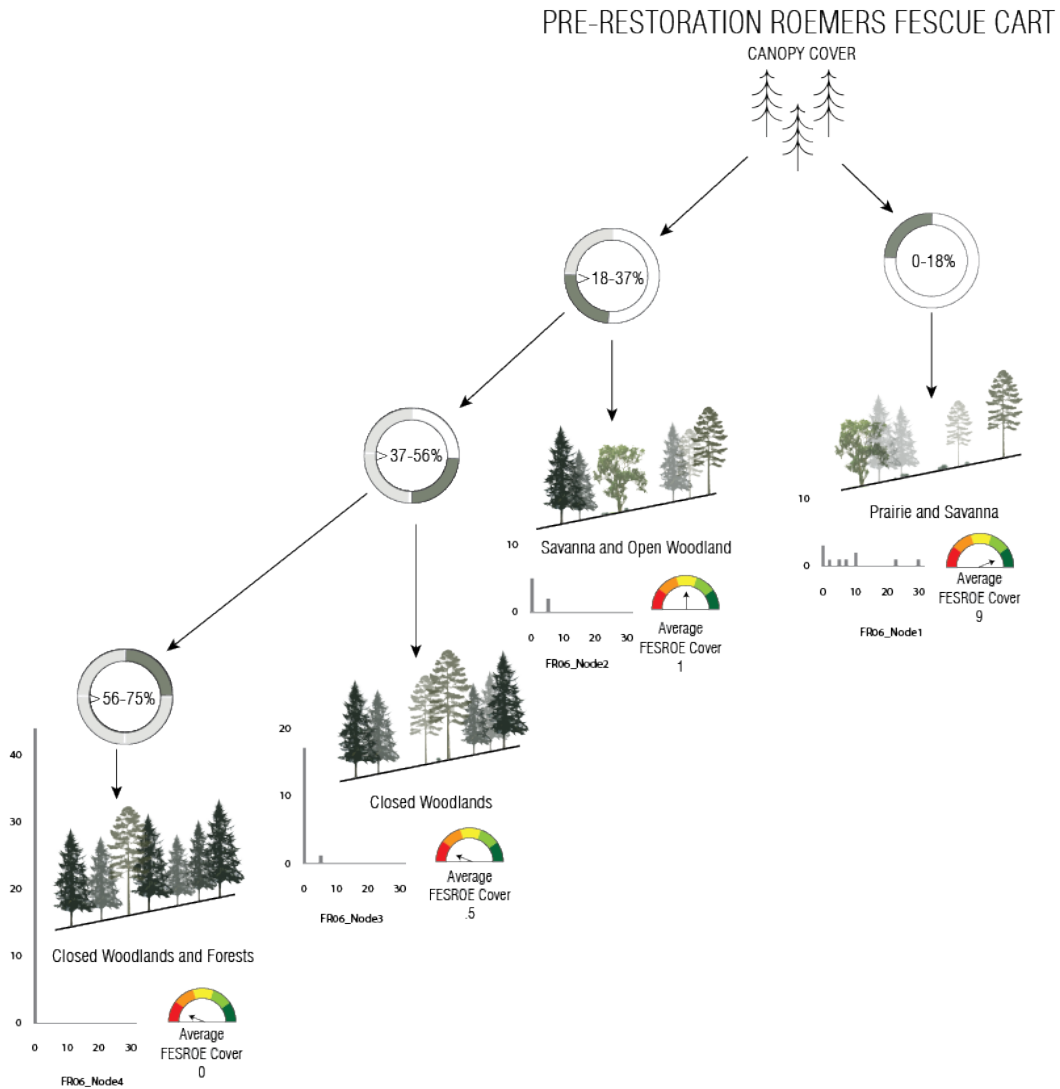 PRE-RESTORATION ROEMERS FESCUE CART
CANOPY COVER
0-18%
>18-37%
>37-56%
>56-75%
Prairie and Savanna
10
0
0 10 20 30
FR06_Node1
Average
FESROE Cover
9
Savanna and Open Woodland
10
0
0 10 20 30
FR06_Node2
Average
FESROE Cover
1
Closed Woodlands
20
10
0
0 10 20 30
FR06_Node3
Average
FESROE Cover
.5
Closed Woodlands and Forests
40
30
20
10
0
0 10 20 30
FR06_Node4
Average
FESROE Cover
0